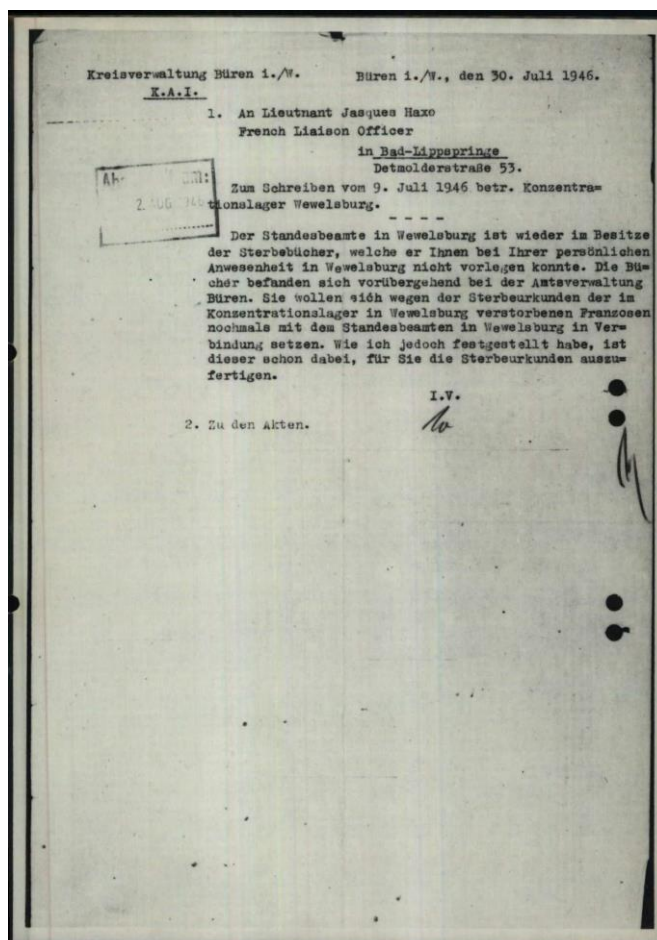 Kreisverwaltung Büren i./W. Büren i./W., den 30. Juli 1946.
K.A.I.
1. An Lieutnant Jasques Haxo
French Liaison Officer
in Bad-Lippspringe
Detmolderstraße 53.
Zum Schreiben vom 9. Juli 1946 betr. Konzentra=
tionslager Wewelsburg.
- - - -
Der Standesbeamte in Wewelsburg ist wieder im Besitze
der Sterbebücher, welche er Ihnen bei Ihrer persönlichen
Anwesenheit in Wewelsburg nicht vorlegen konnte. Die Bü=
cher befanden sich vorübergehend bei der Amtsverwaltung
Büren. Sie wollen sich wegen der Sterbeurkunden der im
Konzentrationslager in Wewelsburg verstorbenen Franzosen
nochmals mit dem Standesbeamten in Wewelsburg in Ver=
bindung setzen. Wie ich jedoch festgestellt habe, ist
dieser schon dabei, für Sie die Sterbeurkunden auszu=
fertigen.
I.V.
2. Zu den Akten.